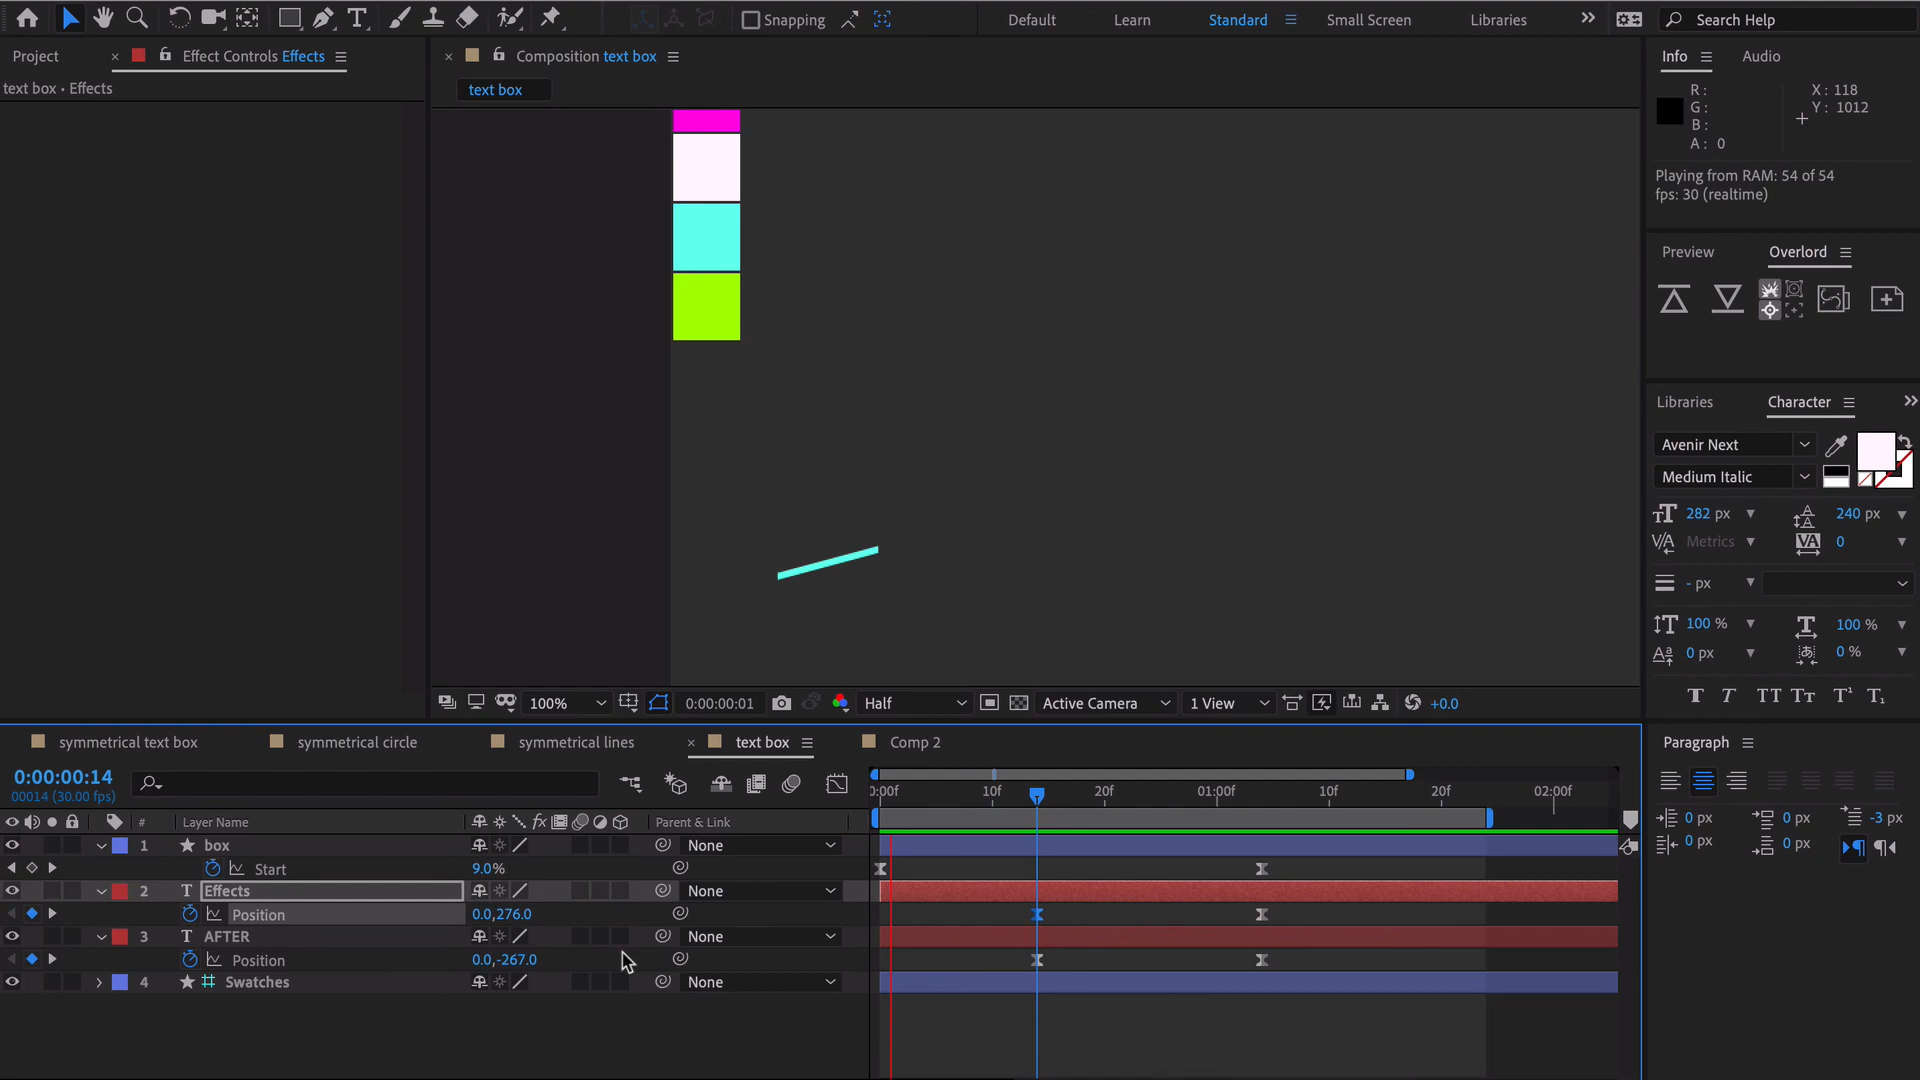 Snapping
Default
Learn
Standard
Small Screen
Libraries
Search Help
Project
Effect Controls Effects
Composition text box
Info
Audio
text box • Effects
text box
R :
G :
B :
A : 0
X : 118
Y : 1012
Playing from RAM: 54 of 54
fps: 30 (realtime)
Preview
Overlord
Libraries
Character
Avenir Next
Medium Italic
282 px
240 px
Metrics
0
- px
100 %
100 %
0 px
0 %
100%
0:00:00:01
Half
Active Camera
1 View
+0.0
symmetrical text box
symmetrical circle
symmetrical lines
text box
Comp 2
Paragraph
0:00:00:14
00014 (30.00 fps)
0:00f
10f
20f
01:00f
10f
20f
02:00f
#
Layer Name
fx
Parent & Link
0 px
0 px
-3 px
0 px
0 px
1
box
None
Start
9.0%
2
T
Effects
None
Position
0.0,276.0
3
T
AFTER
None
Position
0.0,-267.0
4
Swatches
None